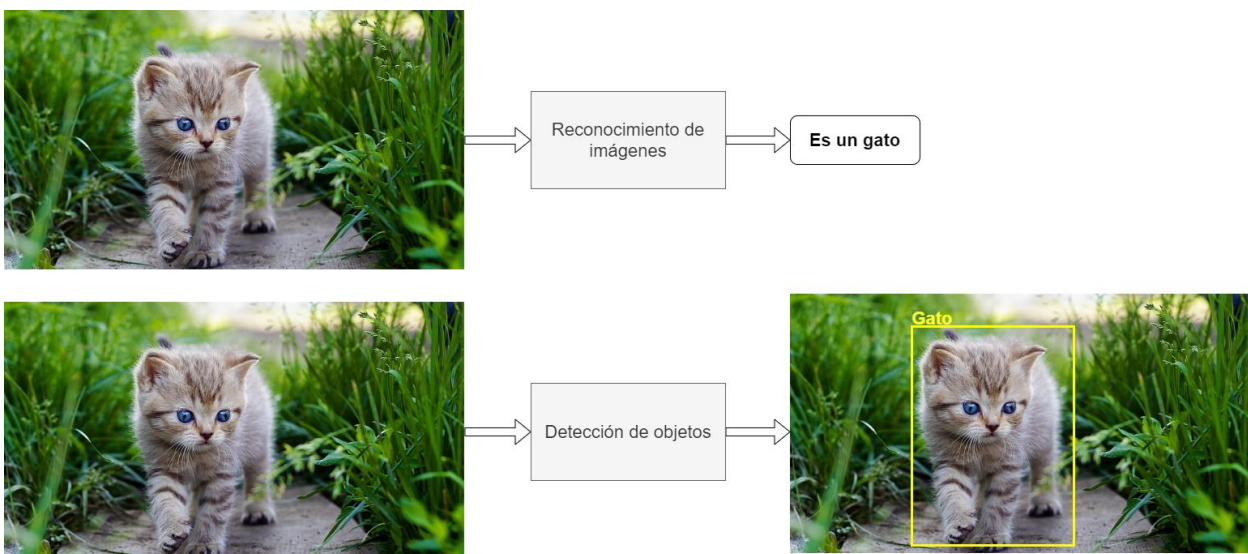 Reconocimiento de
imágenes
Es un gato
Gato
Detección de objetos